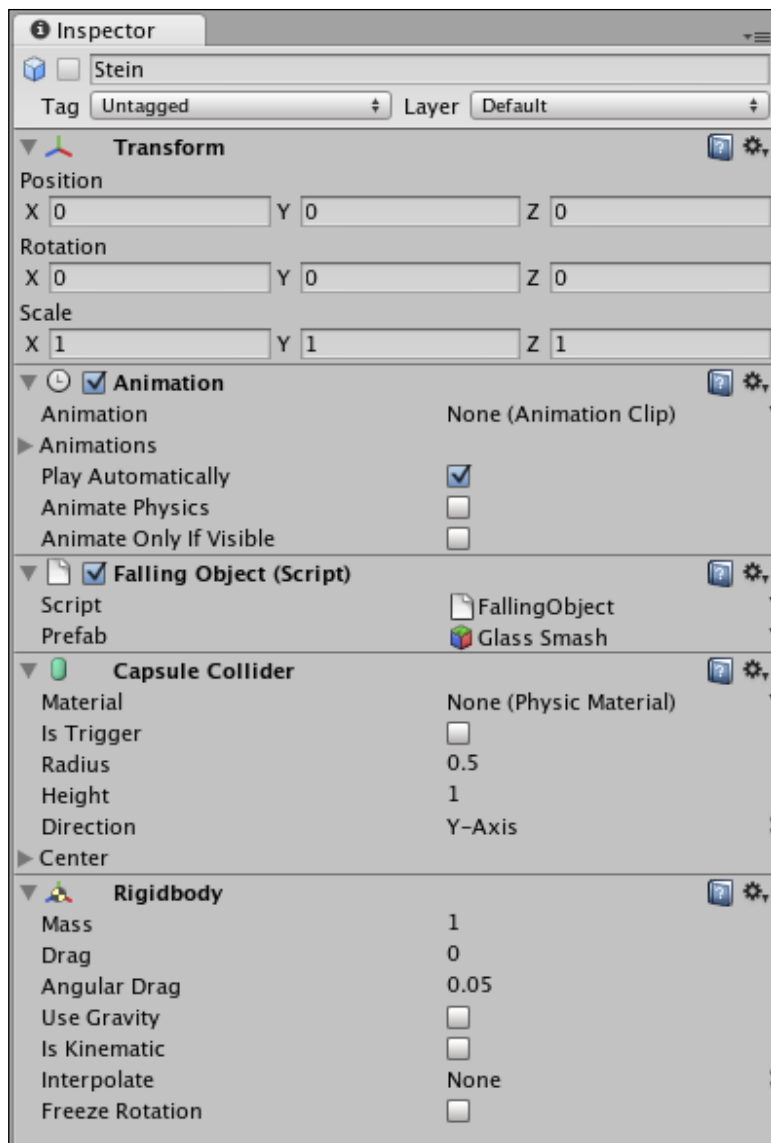 Inspector
Stein
Tag Untagged Layer Default
Transform
Position
X 0 Y 0 Z 0
Rotation
X 0 Y 0 Z 0
Scale
X 1 Y 1 Z 1
Animation
Animation None (Animation Clip)
Animations
Play Automatically
Animate Physics
Animate Only If Visible
Falling Object (Script)
Script FallingObject
Prefab Glass Smash
Capsule Collider
Material None (Physic Material)
Is Trigger
Radius 0.5
Height 1
Direction Y-Axis
Center
Rigidbody
Mass 1
Drag 0
Angular Drag 0.05
Use Gravity
Is Kinematic
Interpolate None
Freeze Rotation